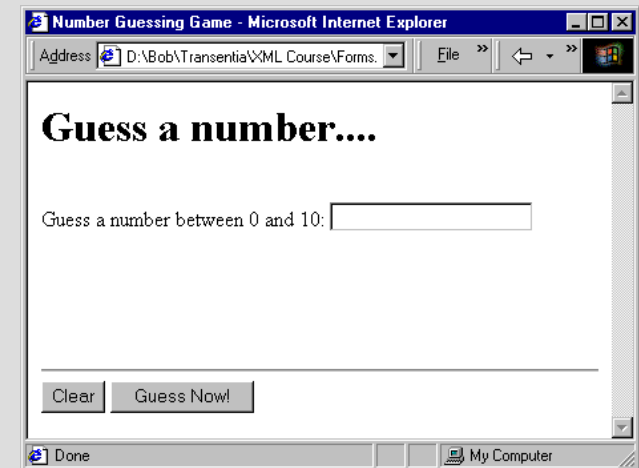 Number Guessing Game - Microsoft Internet Explorer
Address D:\Bob\Transentia\XML Course\Forms. File » »
Guess a number....
Guess a number between 0 and 10:
Clear Guess Now!
Done My Computer